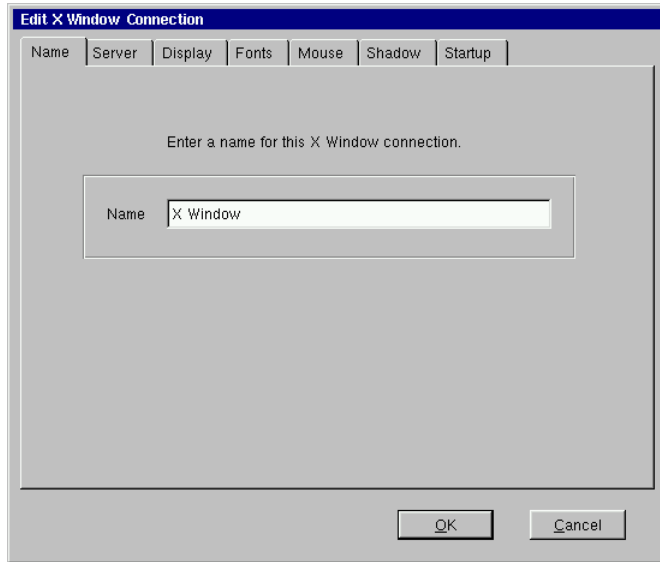 Edit X Window Connection
Name Server Display Fonts Mouse Shadow Startup
Enter a name for this X Window connection.
Name X Window
OK Cancel